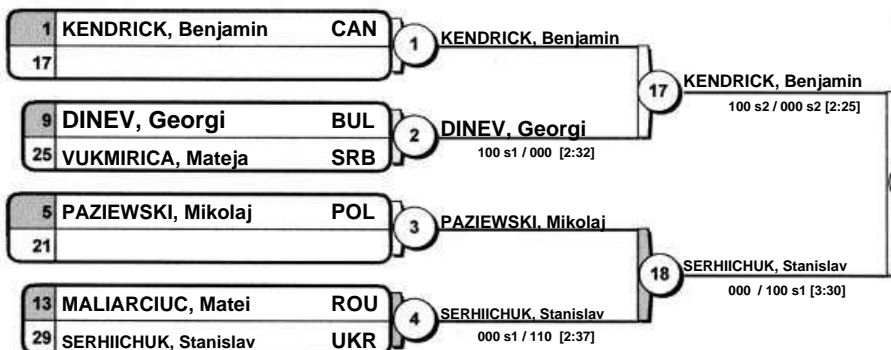 1 KENDRICK, Benjamin CAN
17
1 KENDRICK, Benjamin
9 DINEV, Georgi BUL
25 VUKMIRICA, Mateja SRB
2 DINEV, Georgi
100 s1 / 000 [2:32]
17 KENDRICK, Benjamin
100 s2 / 000 s2 [2:25]
5 PAZIEWSKI, Mikolaj POL
21
3 PAZIEWSKI, Mikolaj
13 MALIARCIUC, Matei ROU
29 SERHIICHUK, Stanislav UKR
4 SERHIICHUK, Stanislav
000 s1 / 110 [2:37]
18 SERHIICHUK, Stanislav
000 / 100 s1 [3:30]